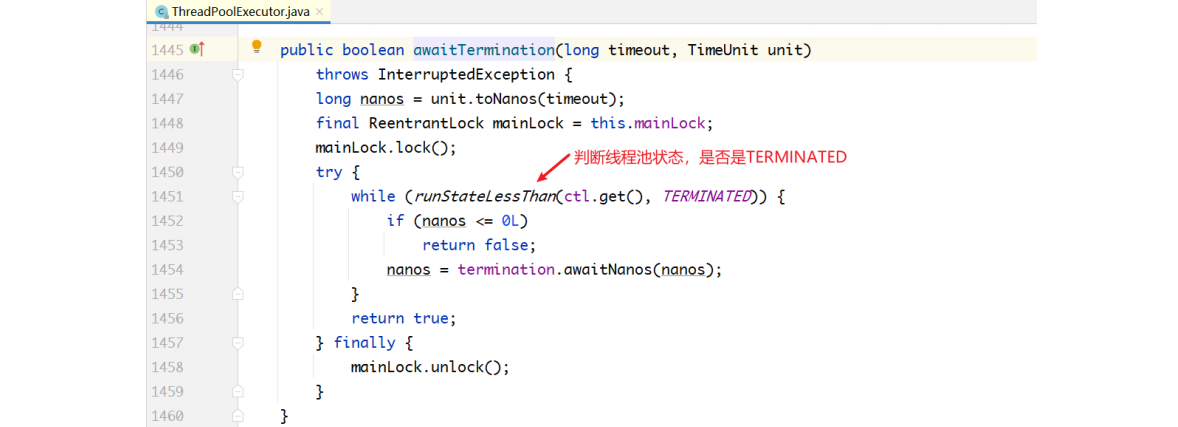 ThreadPoolExecutor.java
1444
1445 public boolean awaitTermination(long timeout, TimeUnit unit)
1446 throws InterruptedException {
1447 long nanos = unit.toNanos(timeout);
1448 final ReentrantLock mainLock = this.mainLock;
1449 mainLock.lock();
判断线程池状态，是否是TERMINATED
1450 try {
1451 while (runStateLessThan(ctl.get(), TERMINATED)) {
1452 if (nanos <= 0L)
1453 return false;
1454 nanos = termination.awaitNanos(nanos);
1455 }
1456 return true;
1457 } finally {
1458 mainLock.unlock();
1459 }
1460 }